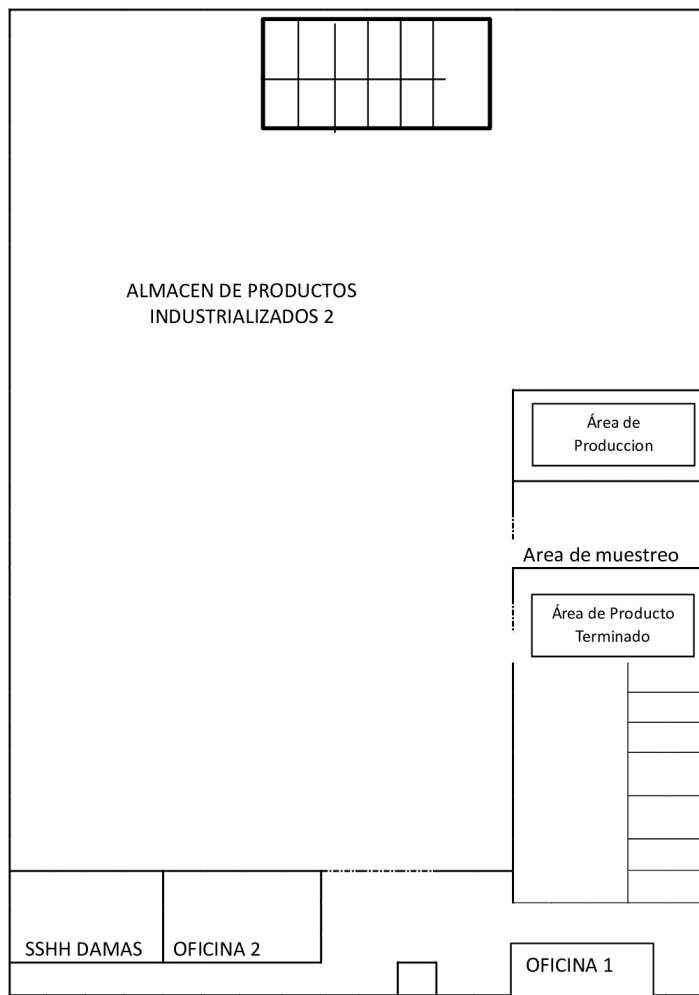 ALMACEN DE PRODUCTOS
INDUSTRIALIZADOS 2
Área de
Produccion
Area de muestreo
Área de Producto
Terminado
SSHH DAMAS
OFICINA 2
OFICINA 1